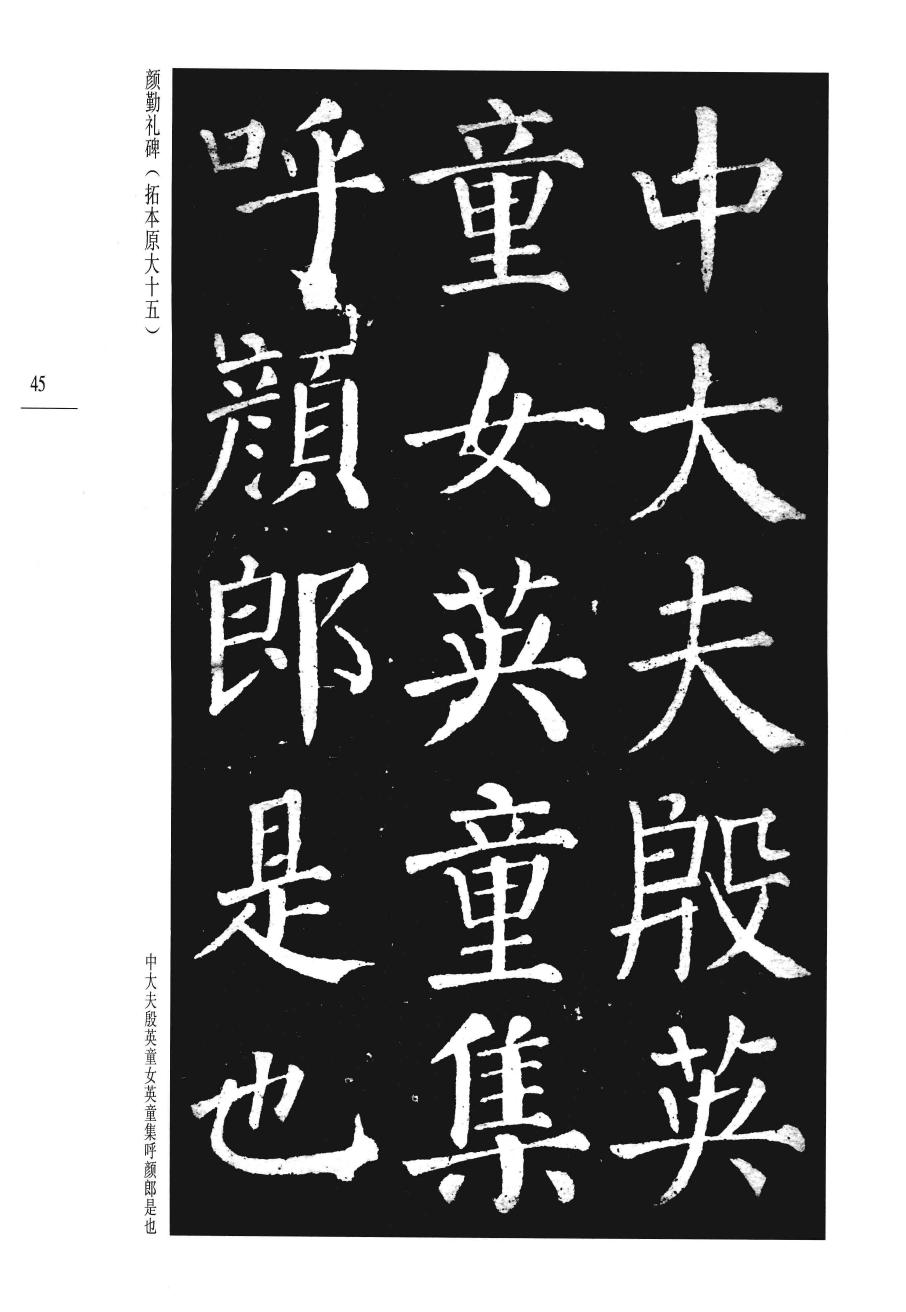 中大夫殷英
童女英童集
呼顏郎是也
颜勤礼碑（拓本原大十五）
45
中大夫殷英童女英童集呼颜郎是也